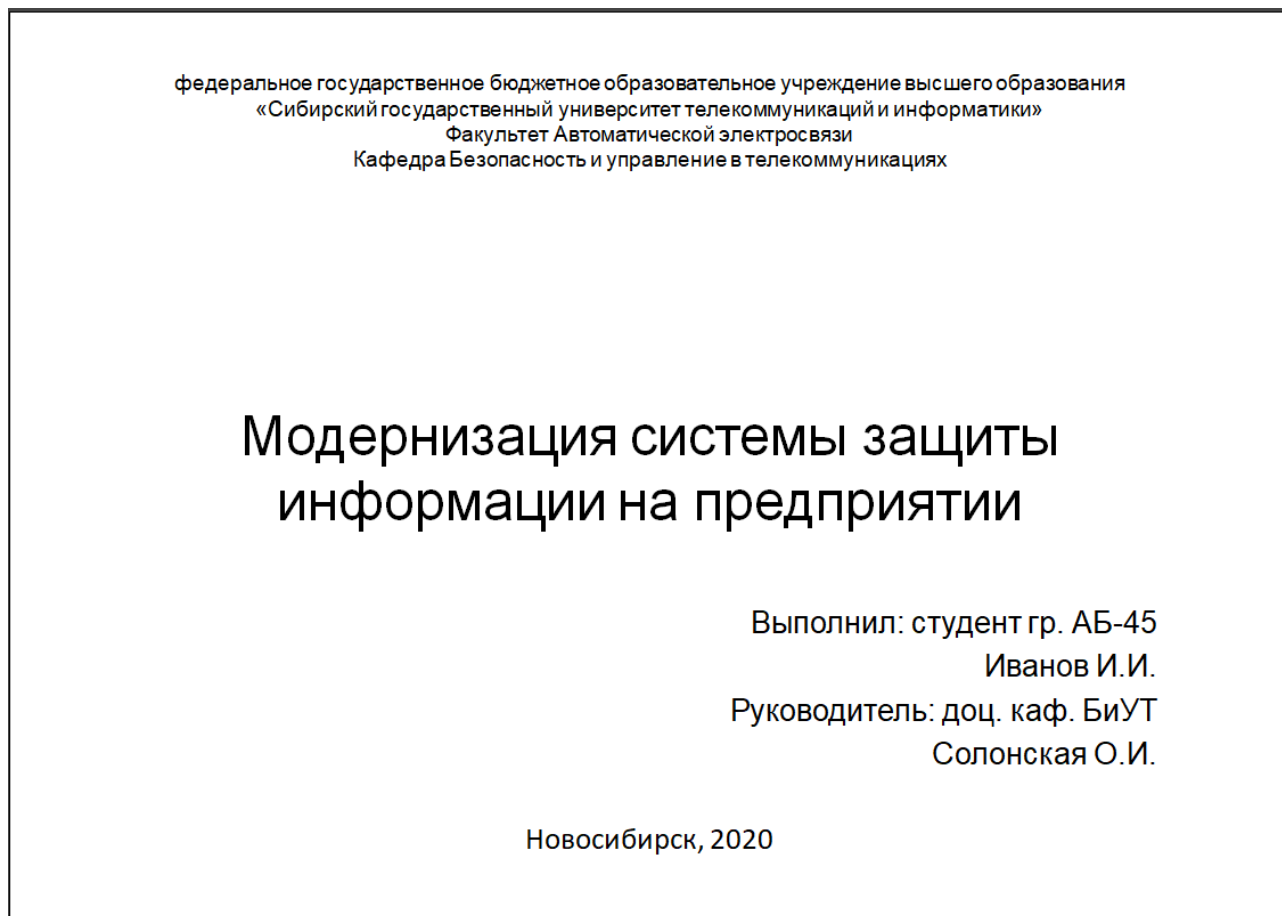 федеральное государственное бюджетное образовательное учреждение высшего образования
«Сибирский государственный университет телекоммуникаций и информатики»
Факультет Автоматической электросвязи
Кафедра Безопасность и управление в телекоммуникациях
Модернизация системы защиты
информации на предприятии
Выполнил: студент гр. АБ-45
Иванов И.И.
Руководитель: доц. каф. БиУТ
Солонская О.И.
Новосибирск, 2020